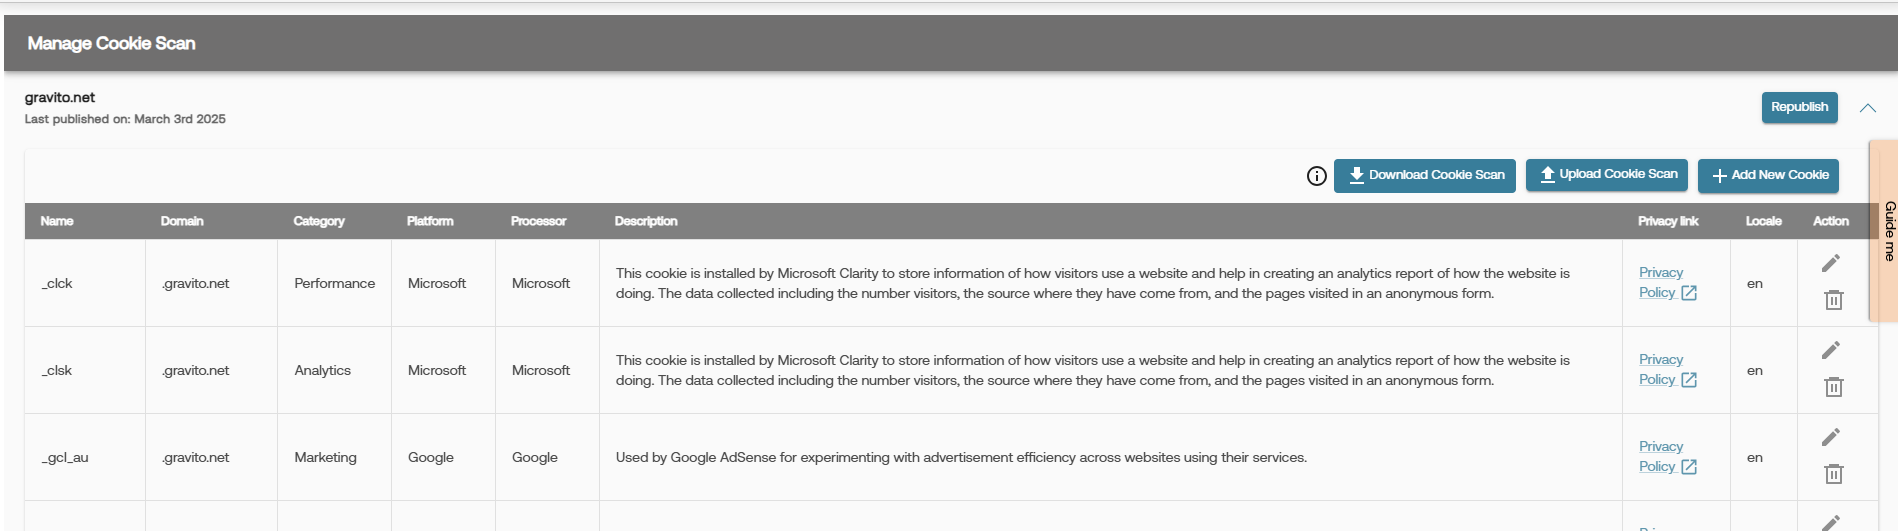 Manage Cookie Scan
gravito.net
Last published on: March 3rd 2025
Republish
Download Cookie Scan
Upload Cookie Scan
Add New Cookie
Guide me
Name Domain Category Platform Processor Description Privacy link Locale Action
_clck .gravito.net Performance Microsoft Microsoft This cookie is installed by Microsoft Clarity to store information of how visitors use a website and help in creating an analytics report of how the website is
doing. The data collected including the number visitors, the source where they have come from, and the pages visited in an anonymous form.
Privacy
Policy
en
_clsk .gravito.net Analytics Microsoft Microsoft This cookie is installed by Microsoft Clarity to store information of how visitors use a website and help in creating an analytics report of how the website is
doing. The data collected including the number visitors, the source where they have come from, and the pages visited in an anonymous form.
Privacy
Policy
en
_gcl_au .gravito.net Marketing Google Google Used by Google AdSense for experimenting with advertisement efficiency across websites using their services.
Privacy
Policy
en